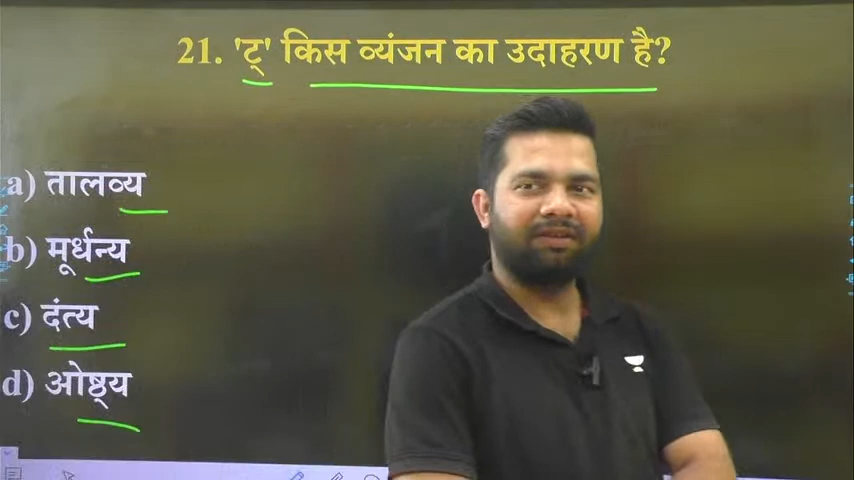 21. 'ट्' किस व्यंजन का उदाहरण है?
a) तालव्य
b) मूर्धन्य
c) दंत्य
d) ओष्ठ्य